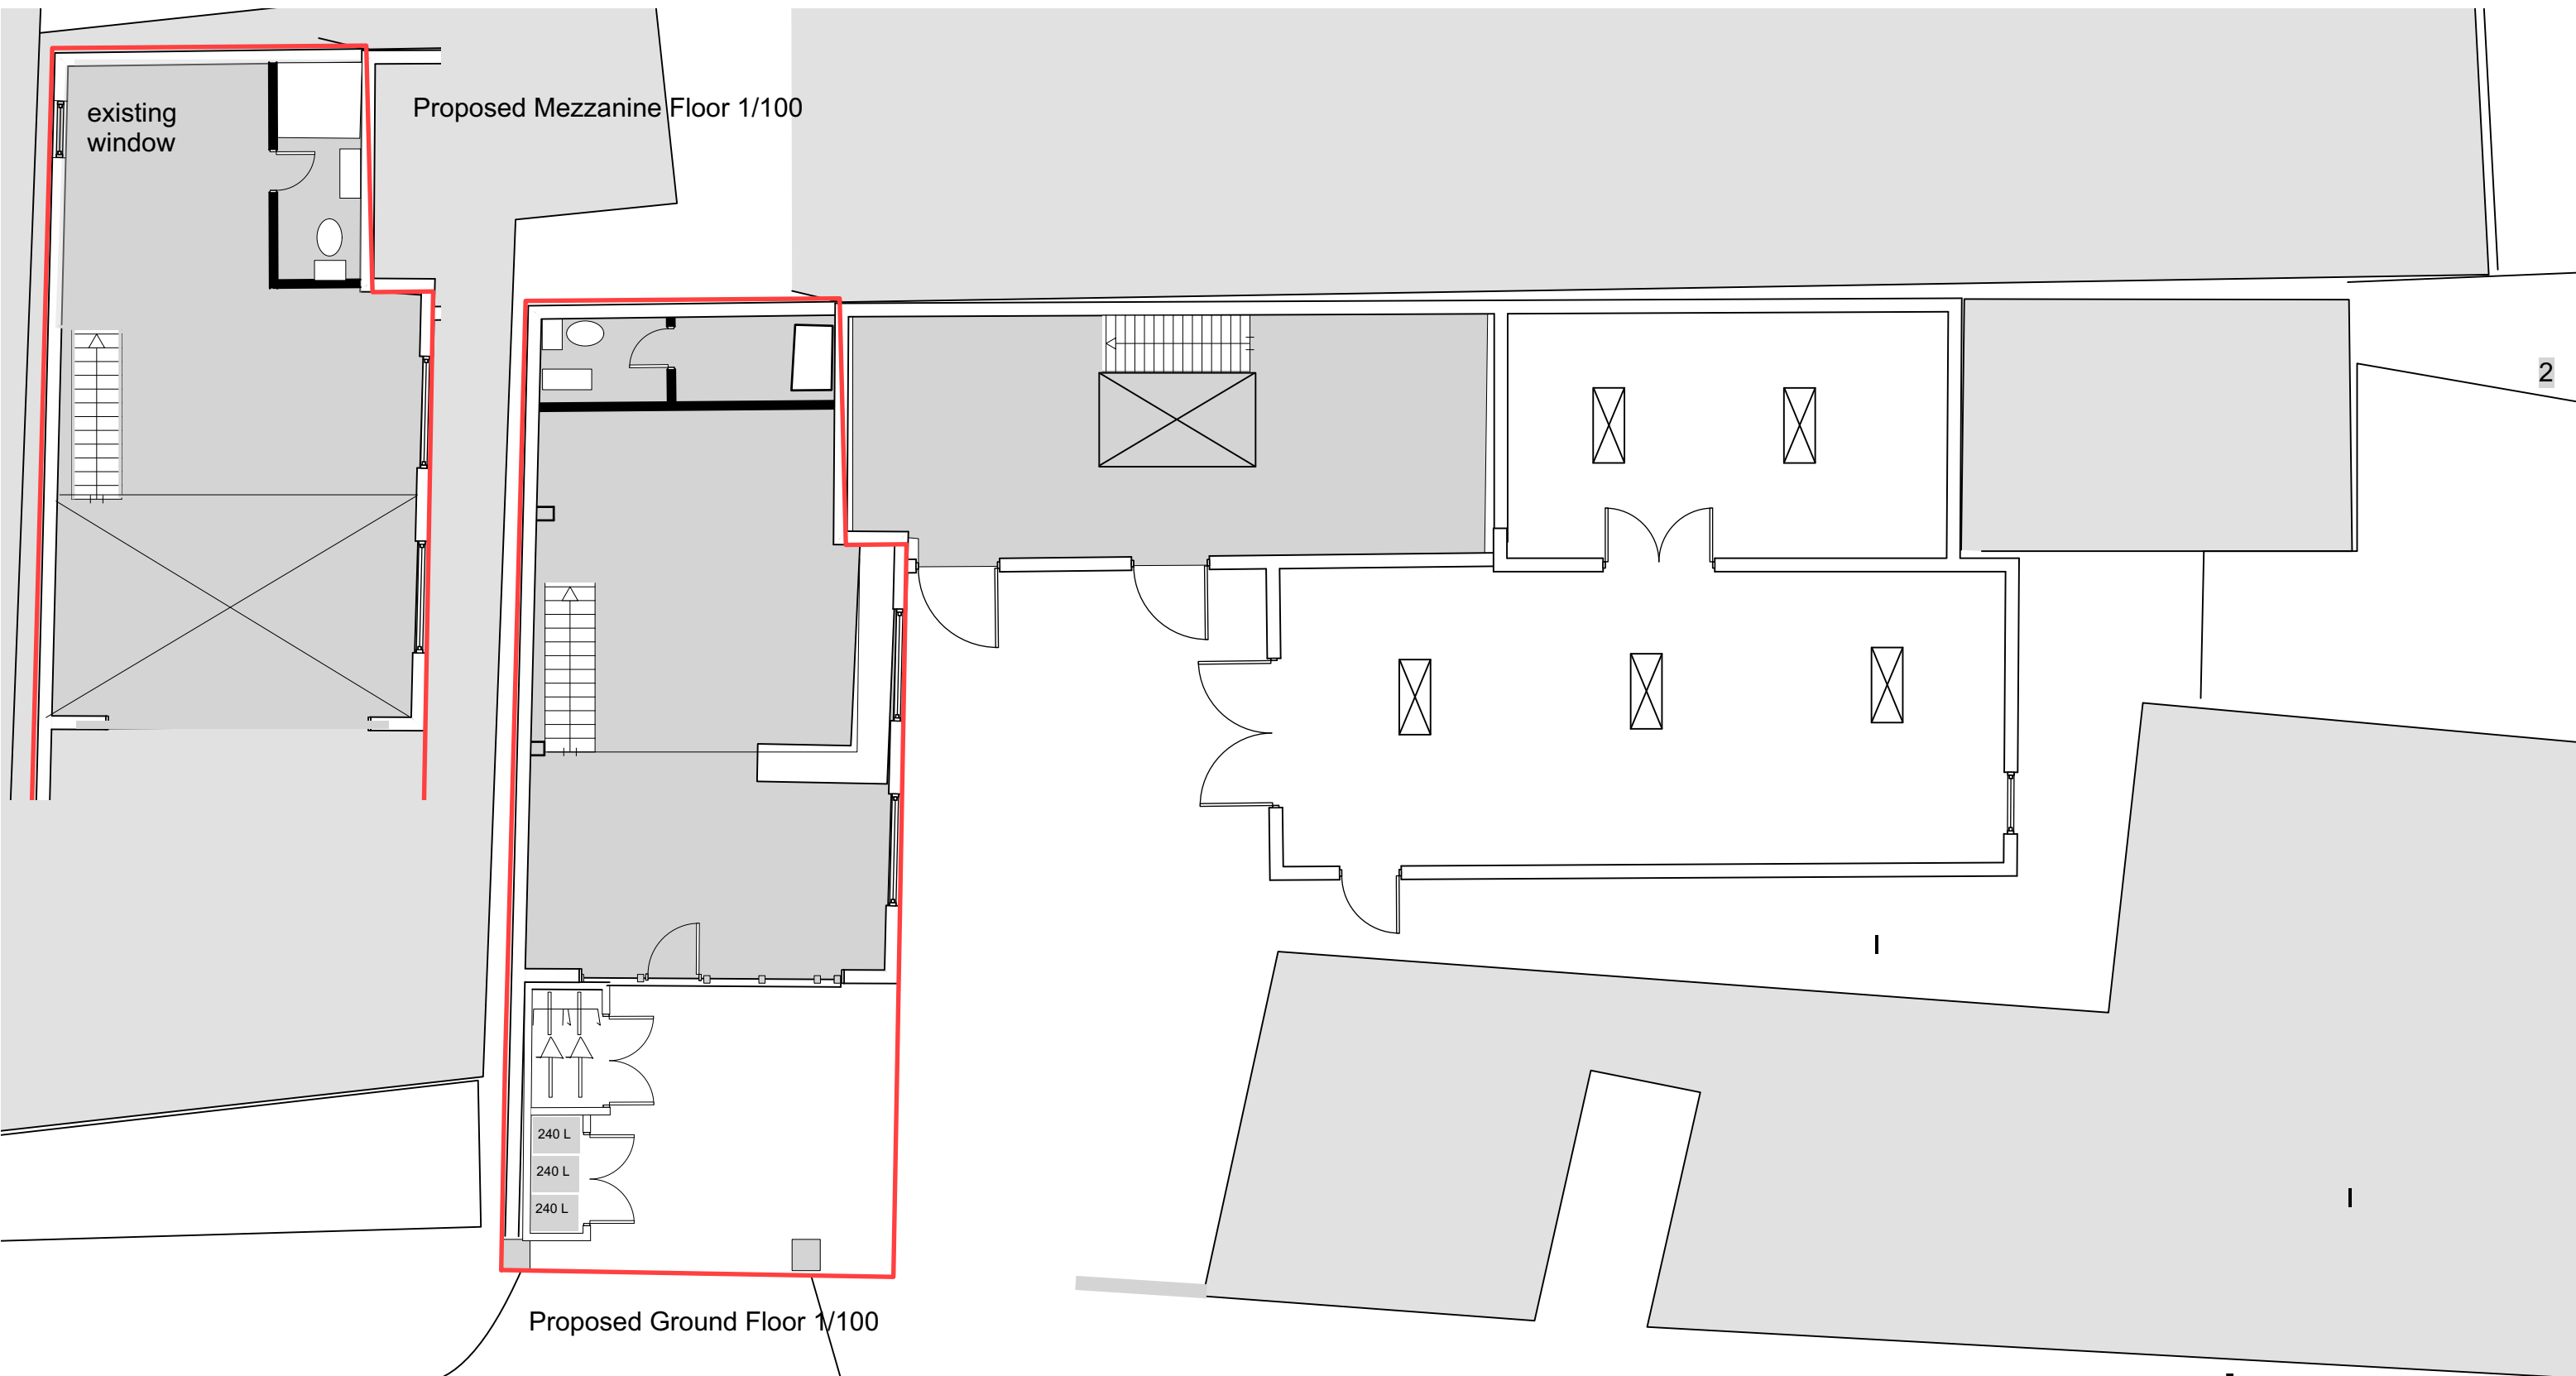 existing
window
Proposed Mezzanine Floor 1/100
2
240 L
240 L
240 L
Proposed Ground Floor 1/100